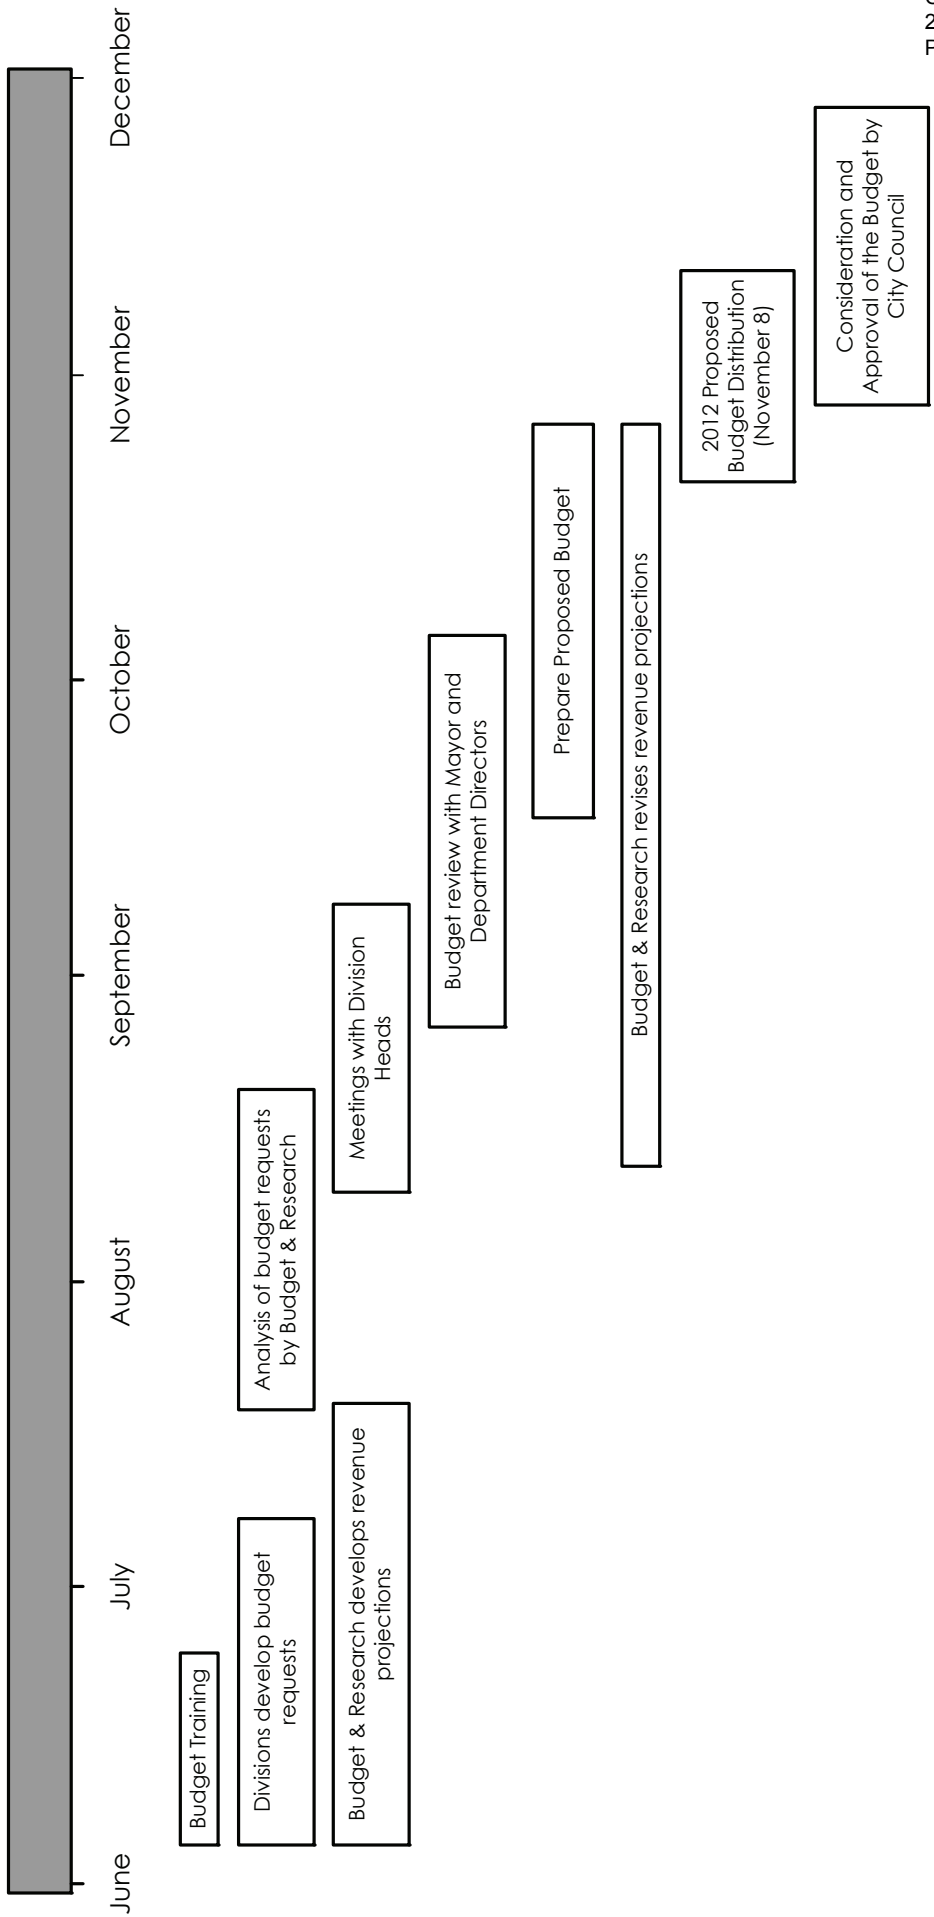 June
July
August
September
October
November
December
Budget Training
Divisions develop budget
requests
Analysis of budget requests
by Budget & Research
Budget & Research develops revenue
projections
Meetings with Division
Heads
Budget review with Mayor and
Department Directors
Prepare Proposed Budget
Budget & Research revises revenue projections
2012 Proposed
Budget Distribution
(November 8)
Consideration and
Approval of the Budget by
City Council
2